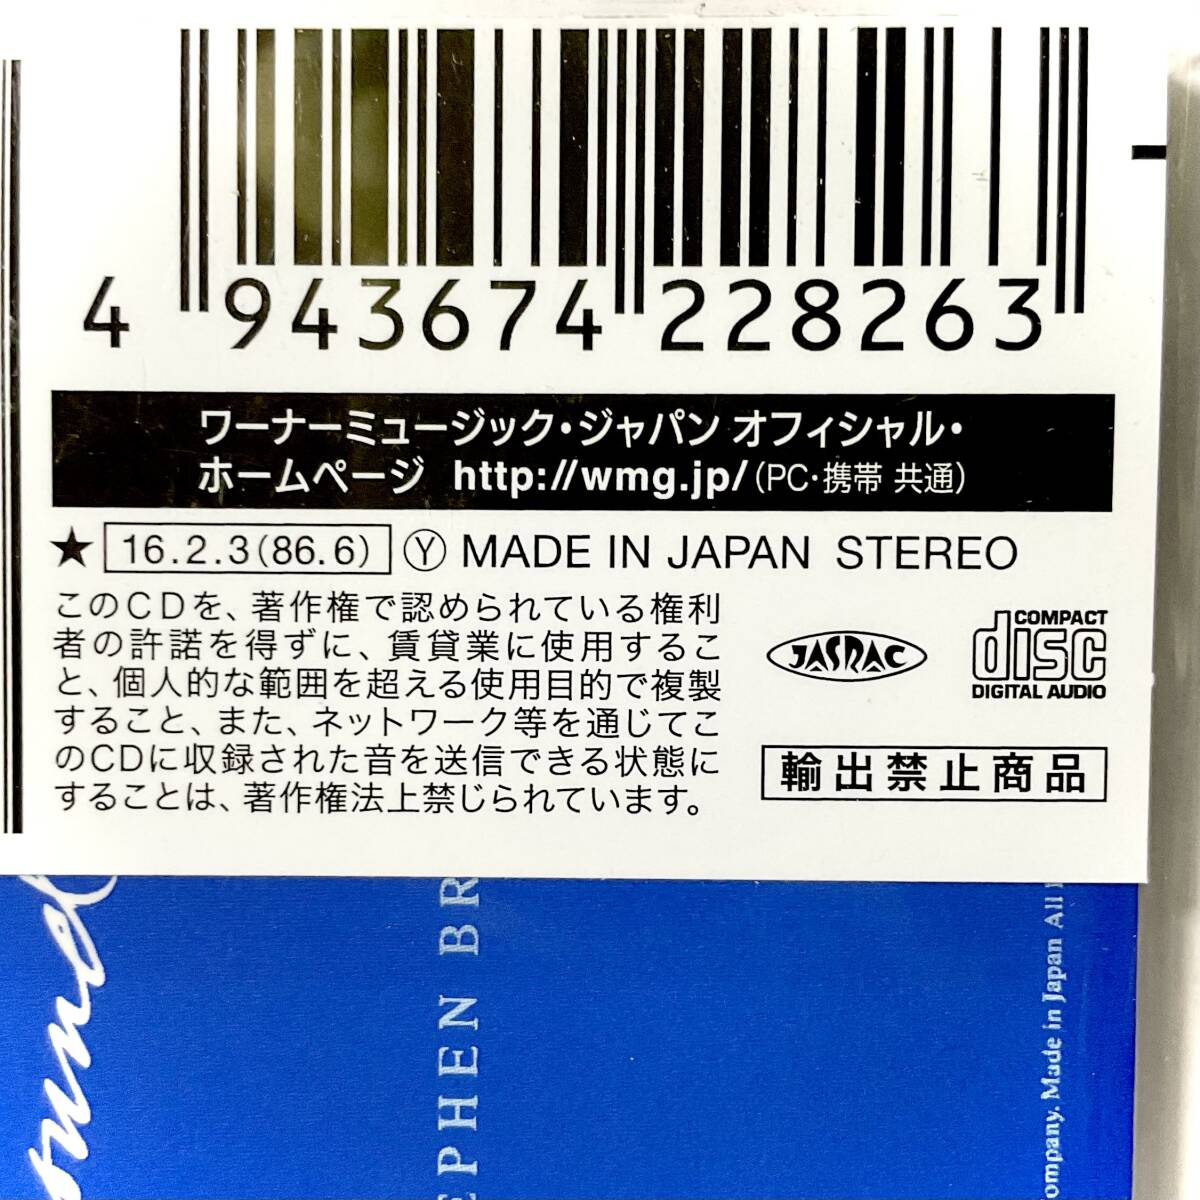 4 943674 228263
ワーナーミュージック・ジャパン オフィシャル・
ホームページ http://wmg.jp/(PC・携帯 共通)
★ 16.2.3(86.6) Ⓨ MADE IN JAPAN STEREO
このCDを、著作権で認められている権利
者の許諾を得ずに、賃貸業に使用するこ
と、個人的な範囲を超える使用目的で複製
すること、また、ネットワーク等を通じてこ
のCDに収録された音を送信できる状態に
することは、著作権法上禁じられています。
JASRAC
COMPACT
disc
DIGITAL AUDIO
輸出禁止商品
ond
EPHEN BR
ompany. Made in Japan All